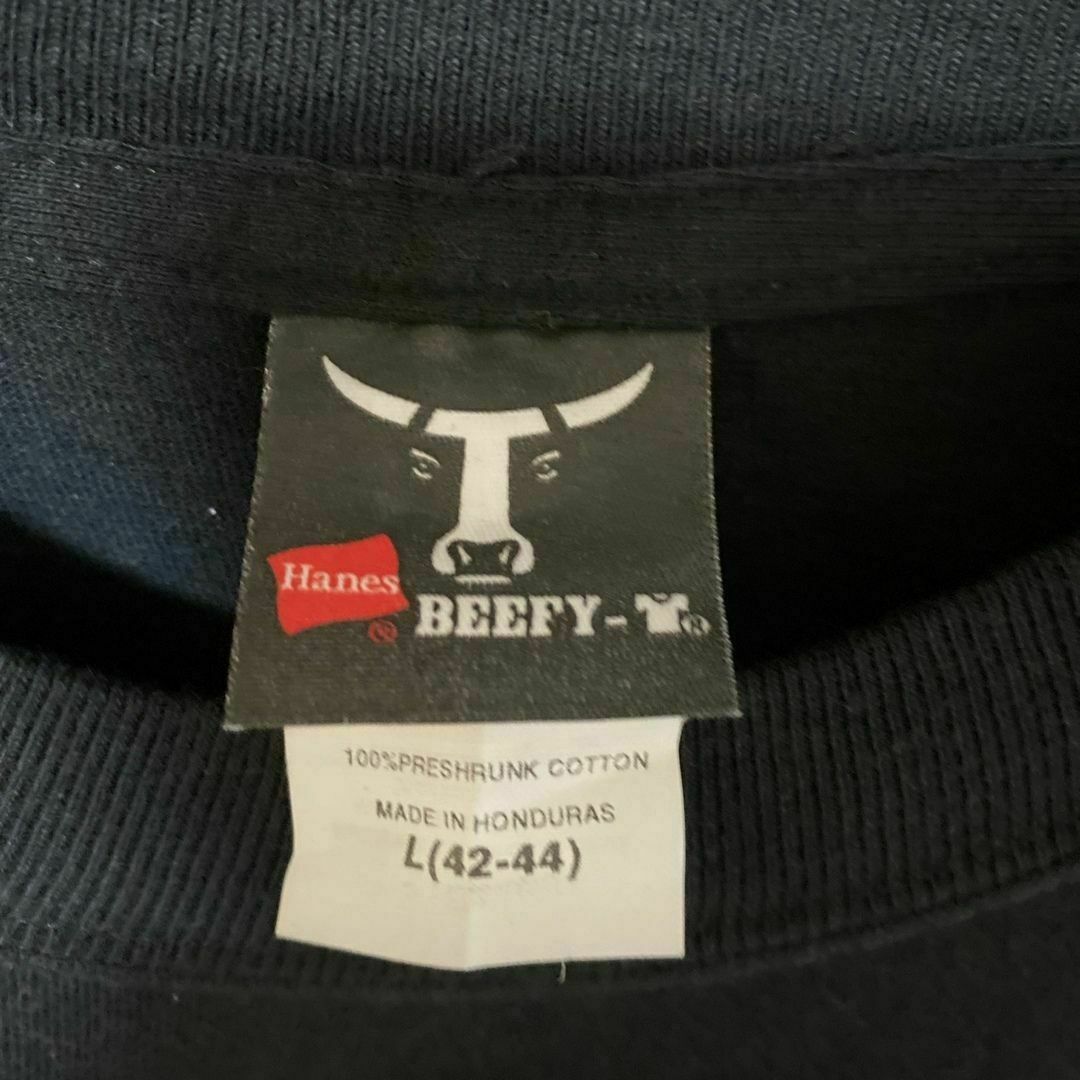 Hanes
®
BEEFY-
®
100%PRESHRUNK COTTON
MADE IN HONDURAS
L(42-44)